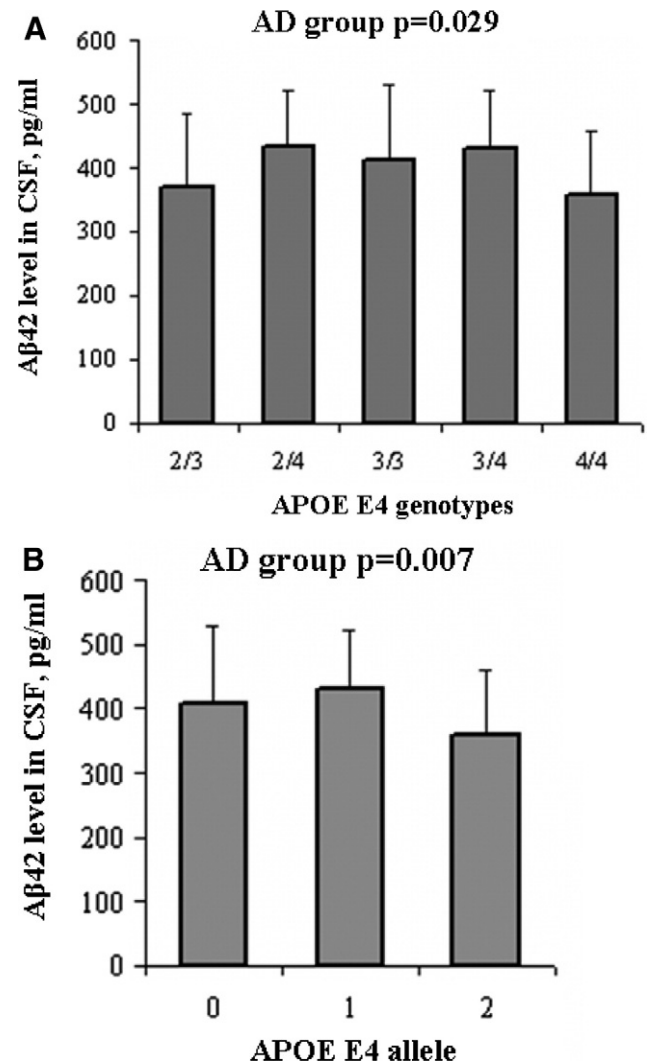 A
AD group p=0.029
600
500
400
300
200
100
0
Aβ42 level in CSF, pg/ml
2/3 2/4 3/3 3/4 4/4
APOE E4 genotypes
B
AD group p=0.007
600
500
400
300
200
100
0
Aβ42 level in CSF, pg/ml
0 1 2
APOE E4 allele